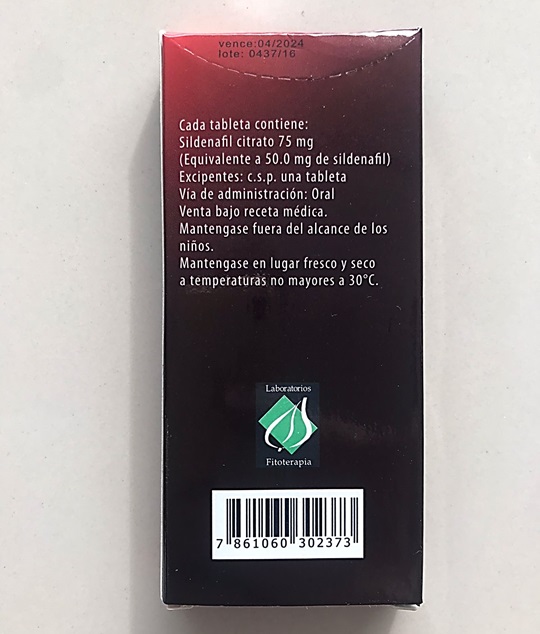 vence:04/2024
lote: 0437/16
Cada tableta contiene:
Sildenafil citrato 75 mg
(Equivalente a 50.0 mg de sildenafil)
Excipentes: c.s.p. una tableta
Vía de administración: Oral
Venta bajo receta médica.
Mantengase fuera del alcance de los
niños.
Mantengase en lugar fresco y seco
a temperaturas no mayores a 30°C.
Laboratorios
Fitoterapia
7 861060 302373